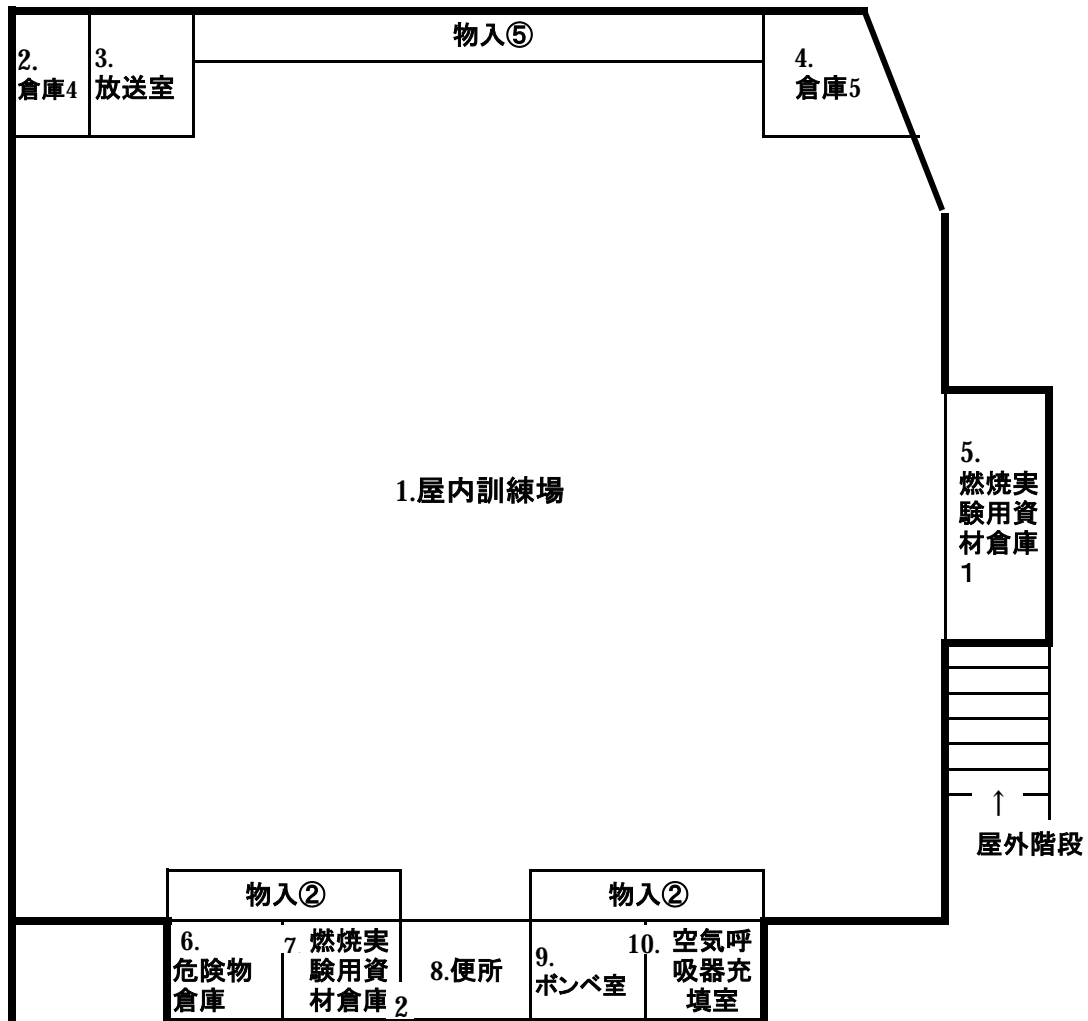 物入⑤
2.
倉庫4
3.
放送室
4.
倉庫5
1.屋内訓練場
5.
燃焼実
験用資
材倉庫
1
↑
屋外階段
物入②
物入②
6.
危険物
倉庫
7.
燃焼実
験用資
材倉庫
2
8.便所
9.
ボンベ室
10.
空気呼
吸器充
填室